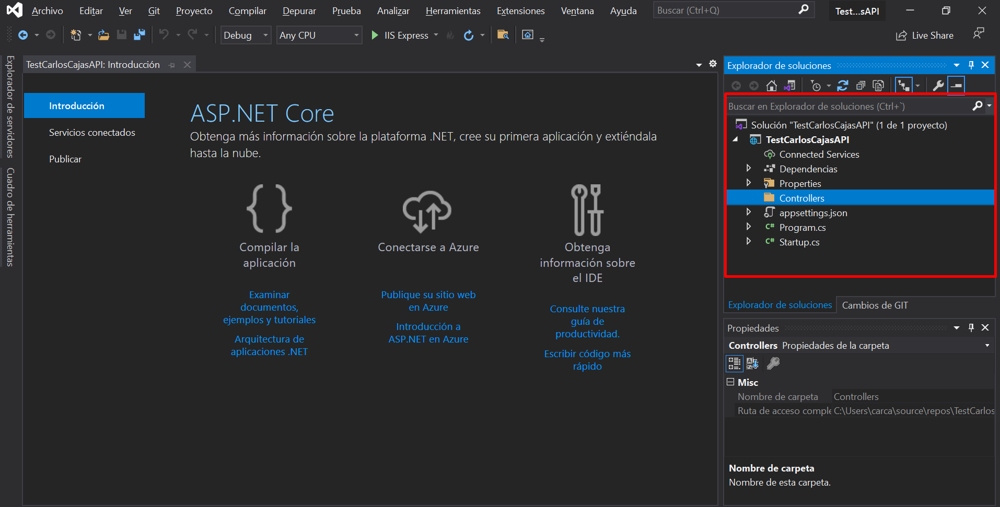 Archivo Editar Ver Git Proyecto Compilar Depurar Prueba Analizar Herramientas Extensiones Ventana Ayuda Buscar (Ctrl+Q) Test...sAPI
Debug Any CPU IIS Express Live Share
Explorador de servidores
Cuadro de herramientas
TestCarlosCajasAPI: Introducción
Introducción
Servicios conectados
Publicar
ASP.NET Core
Obtenga más información sobre la plataforma .NET, cree su primera aplicación y extiéndala
hasta la nube.
Compilar la
aplicación
Examinar
documentos,
ejemplos y tutoriales
Arquitectura de
aplicaciones .NET
Conectarse a Azure
Publique su sitio web
en Azure
Introducción a
ASP.NET en Azure
Obtenga
información sobre
el IDE
Consulte nuestra
guía de
productividad.
Escribir código más
rápido
Explorador de soluciones
Buscar en Explorador de soluciones (Ctrl+`)
Solución "TestCarlosCajasAPI" (1 de 1 proyecto)
TestCarlosCajasAPI
Connected Services
Dependencias
Properties
Controllers
appsettings.json
C# Program.cs
C# Startup.cs
Explorador de soluciones Cambios de GIT
Propiedades
Controllers Propiedades de la carpeta
Misc
Nombre de carpeta Controllers
Ruta de acceso comple C:\Users\carca\source\repos\TestCarlos
Nombre de carpeta
Nombre de esta carpeta.